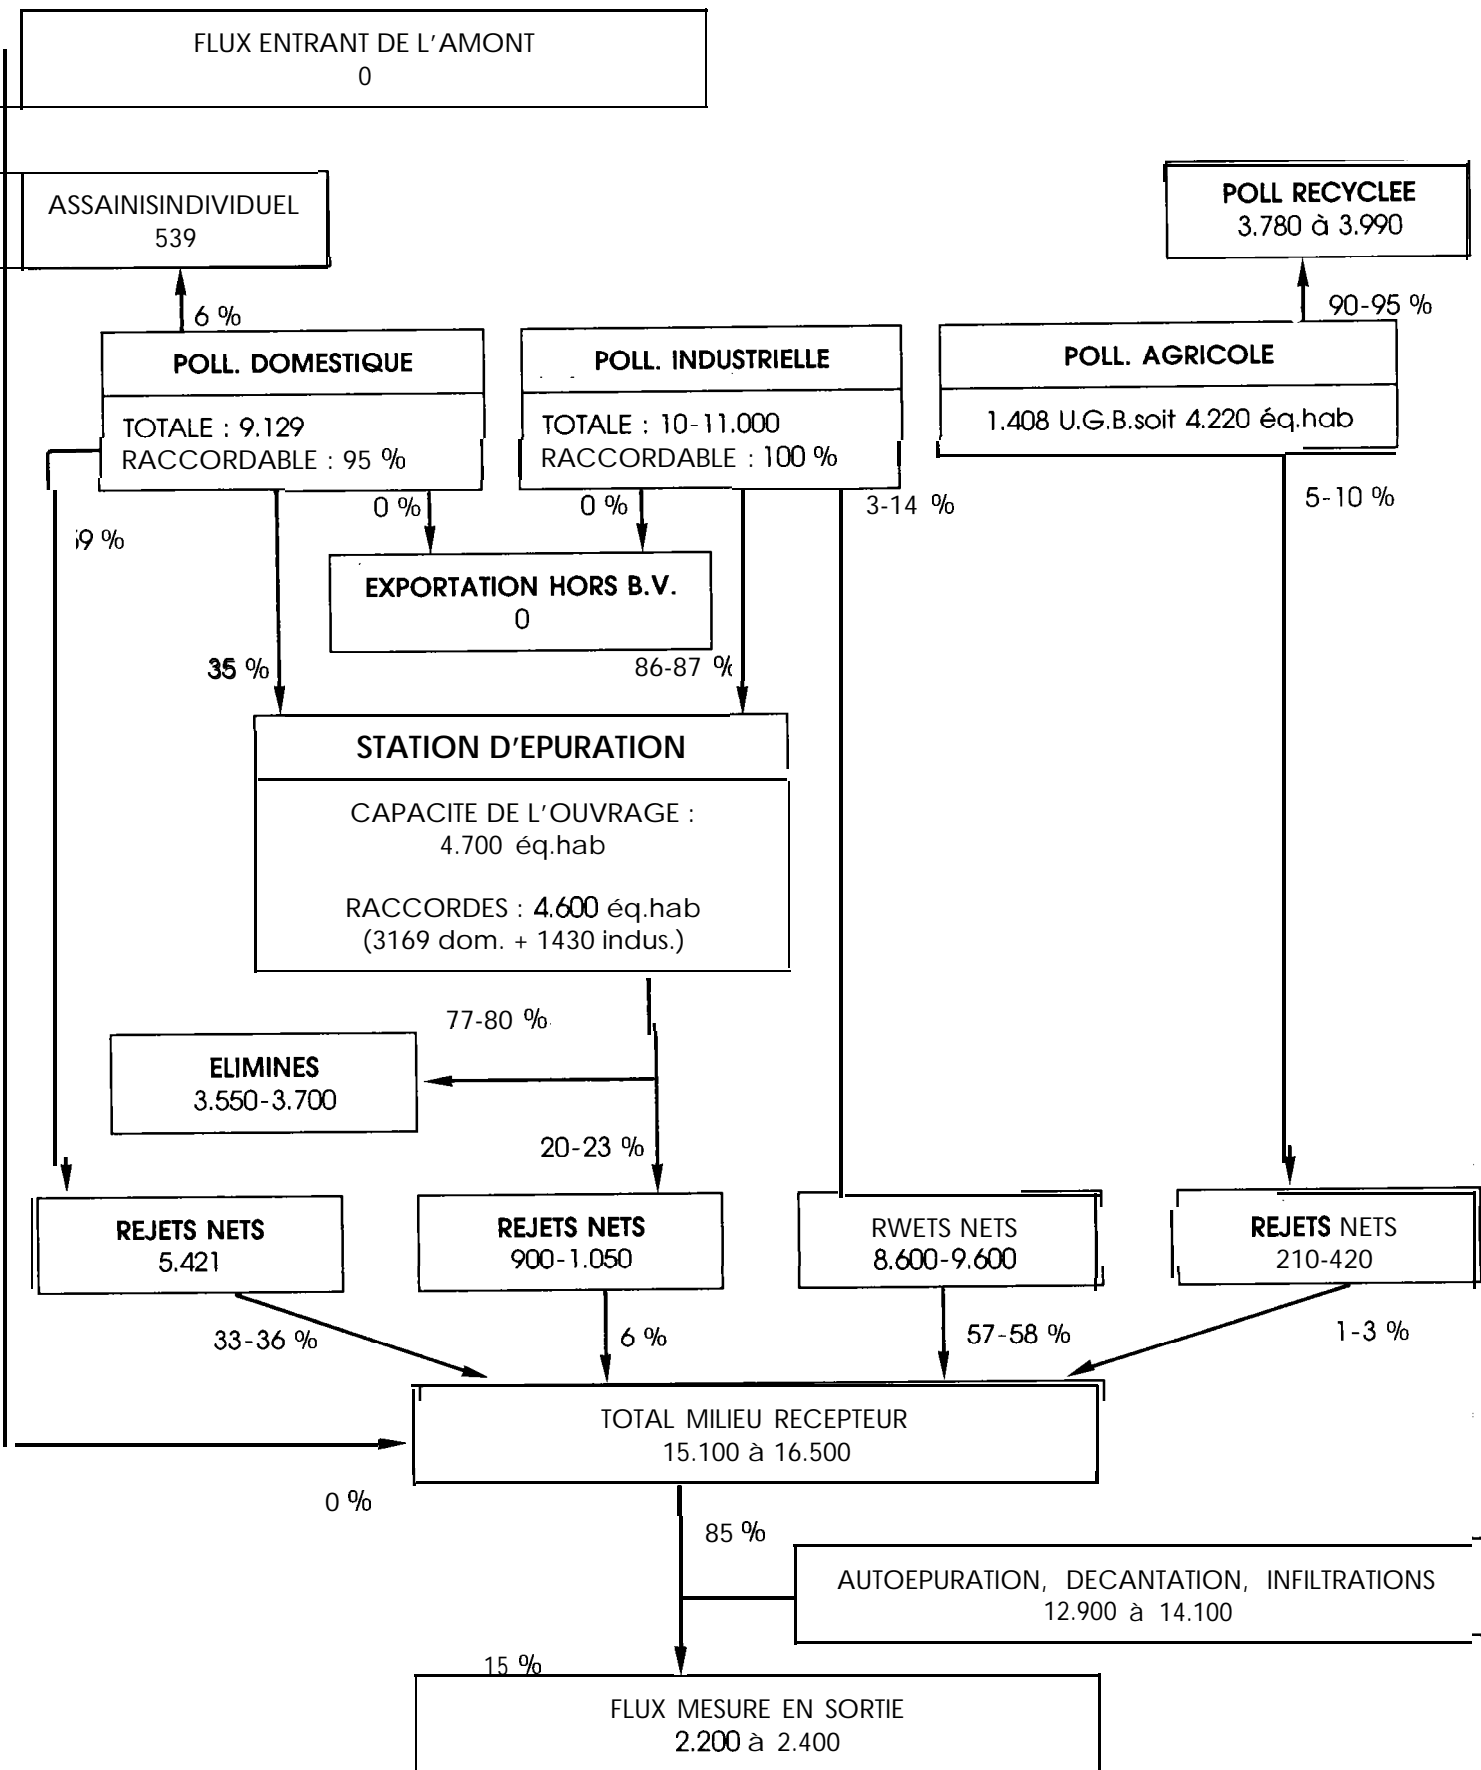 FLUX ENTRANT DE L'AMONT
0
ASSAINISINDIVIDUEL
539
POLL RECYCLEE
3.780 à 3.990
6 %
90-95 %
POLL. DOMESTIQUE
TOTALE : 9.129
RACCORDABLE : 95 %
POLL. INDUSTRIELLE
TOTALE : 10-11.000
RACCORDABLE : 100 %
POLL. AGRICOLE
1.408 U.G.B.soit 4.220 éq.hab
0 %
0 %
3-14 %
5-10 %
9 %
EXPORTATION HORS B.V.
0
35 %
86-87 %
STATION D'EPURATION
CAPACITE DE L'OUVRAGE :
4.700 éq.hab
RACCORDES : 4.600 éq.hab
(3169 dom. + 1430 indus.)
77-80 %
ELIMINES
3.550-3.700
20-23 %
REJETS NETS
5.421
REJETS NETS
900-1.050
RWETS NETS
8.600-9.600
REJETS NETS
210-420
33-36 %
6 %
57-58 %
1-3 %
TOTAL MILIEU RECEPTEUR
15.100 à 16.500
0 %
85 %
AUTOEPURATION, DECANTATION, INFILTRATIONS
12.900 à 14.100
15 %
FLUX MESURE EN SORTIE
2.200 à 2.400